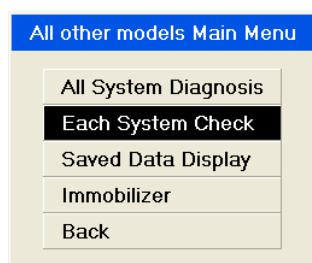 All other models Main Menu
All System Diagnosis
Each System Check
Saved Data Display
Immobilizer
Back